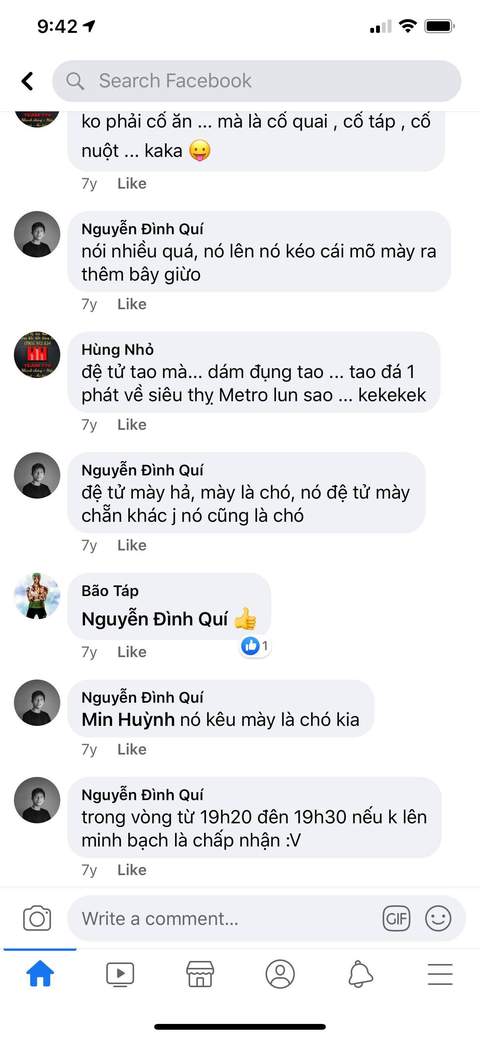 9:42
Search Facebook
ko phải cố ăn ... mà là cố quai , cố táp , cố
nuột ... kaka 😛
7y Like
Nguyễn Đình Quí
nói nhiều quá, nó lên nó kéo cái mõ mày ra
thêm bây giừo
7y Like
Hùng Nhỏ
đệ tử tao mà... dám đụng tao ... tao đá 1
phát về siêu thỵ Metro lun sao ... kekekek
7y Like
Nguyễn Đình Quí
đệ tử mày hả, mày là chó, nó đệ tử mày
chẵn khác j nó cũng là chó
7y Like
Bão Táp
Nguyễn Đình Quí 👍
1
7y Like
Nguyễn Đình Quí
Min Huỳnh nó kêu mày là chó kia
7y Like
Nguyễn Đình Quí
trong vòng từ 19h20 đên 19h30 nếu k lên
minh bạch là chấp nhận :V
7y Like
Write a comment...
GIF